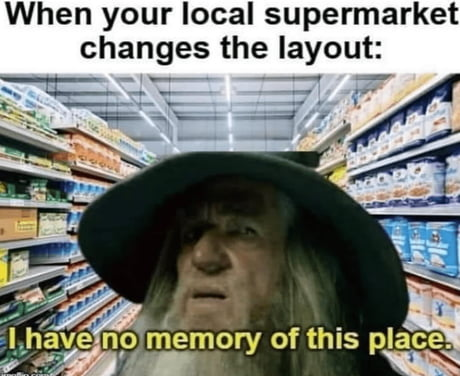 When your local supermarket
changes the layout:
I have no memory of this place.